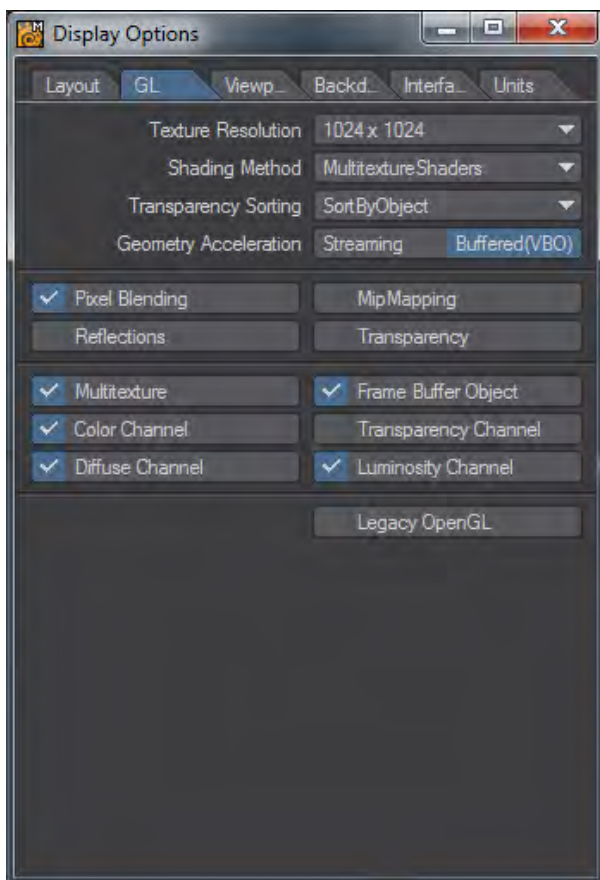 Display Options
Layout GL Viewp... Backd... Interfa... Units
Texture Resolution 1024 x 1024
Shading Method MultitextureShaders
Transparency Sorting SortByObject
Geometry Acceleration Streaming Buffered(VBO)
Pixel Blending MipMapping
Reflections Transparency
Multitexture Frame Buffer Object
Color Channel Transparency Channel
Diffuse Channel Luminosity Channel
Legacy OpenGL